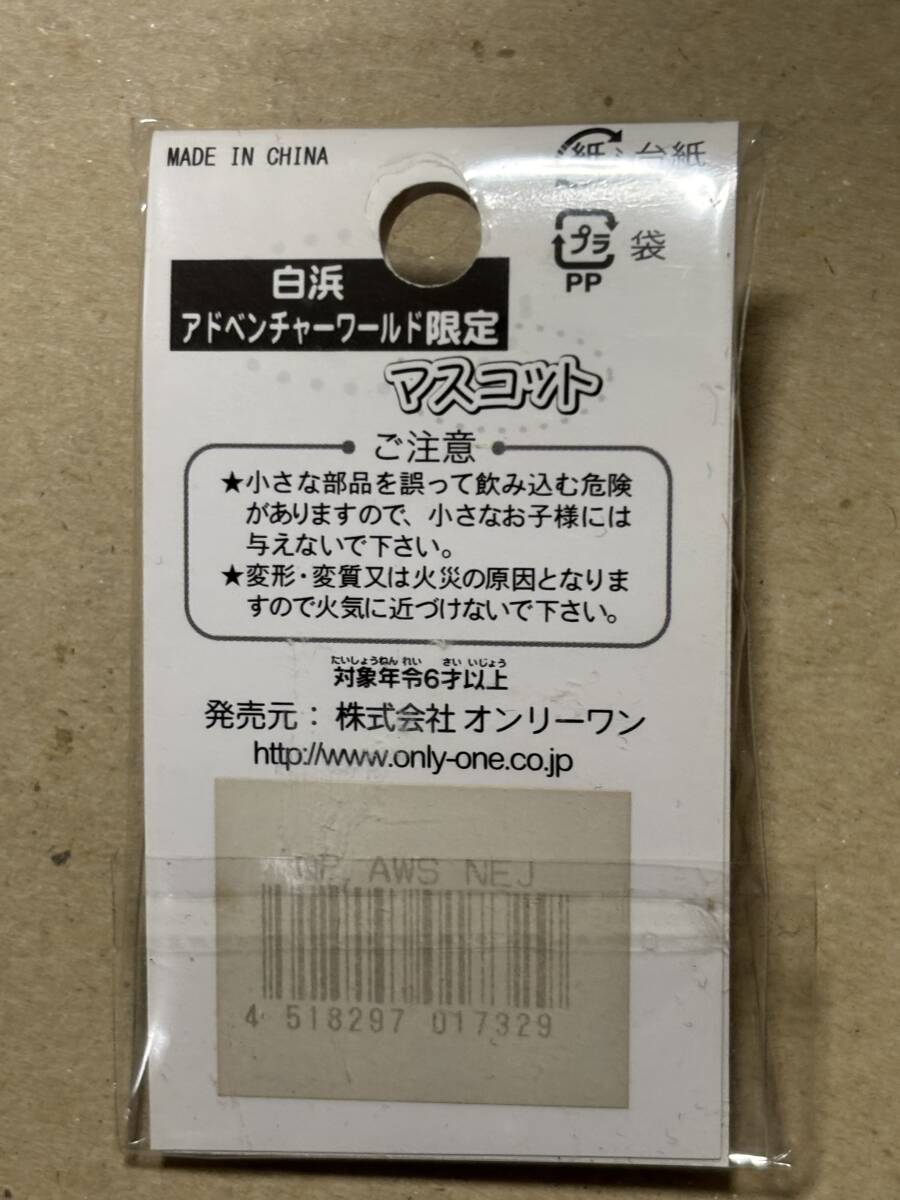 MADE IN CHINA
紙 : 台紙
プラ 袋
PP
白浜
アドベンチャーワールド限定
マスコット
ご注意
★小さな部品を誤って飲み込む危険
がありますので、小さなお子様には
与えないで下さい。
★変形・変質又は火災の原因となりま
すので火気に近づけないで下さい。
たいしょうねんれい さいいじょう
対象年令6才以上
発売元：株式会社 オンリーワン
http://www.only-one.co.jp
NP AWS NEJ
4 518297 017329